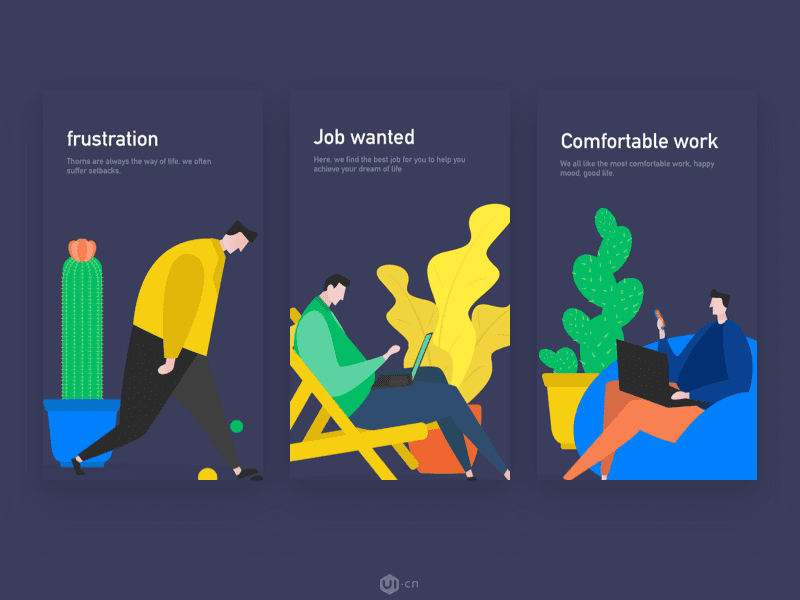 frustration
Thorns are always the way of life, we often
suffer setbacks.
Job wanted
Here, we find the best job for you to help you
achieve your dream of life
Comfortable work
We all like the most comfortable work, happy
mood, good life.
UI·cn